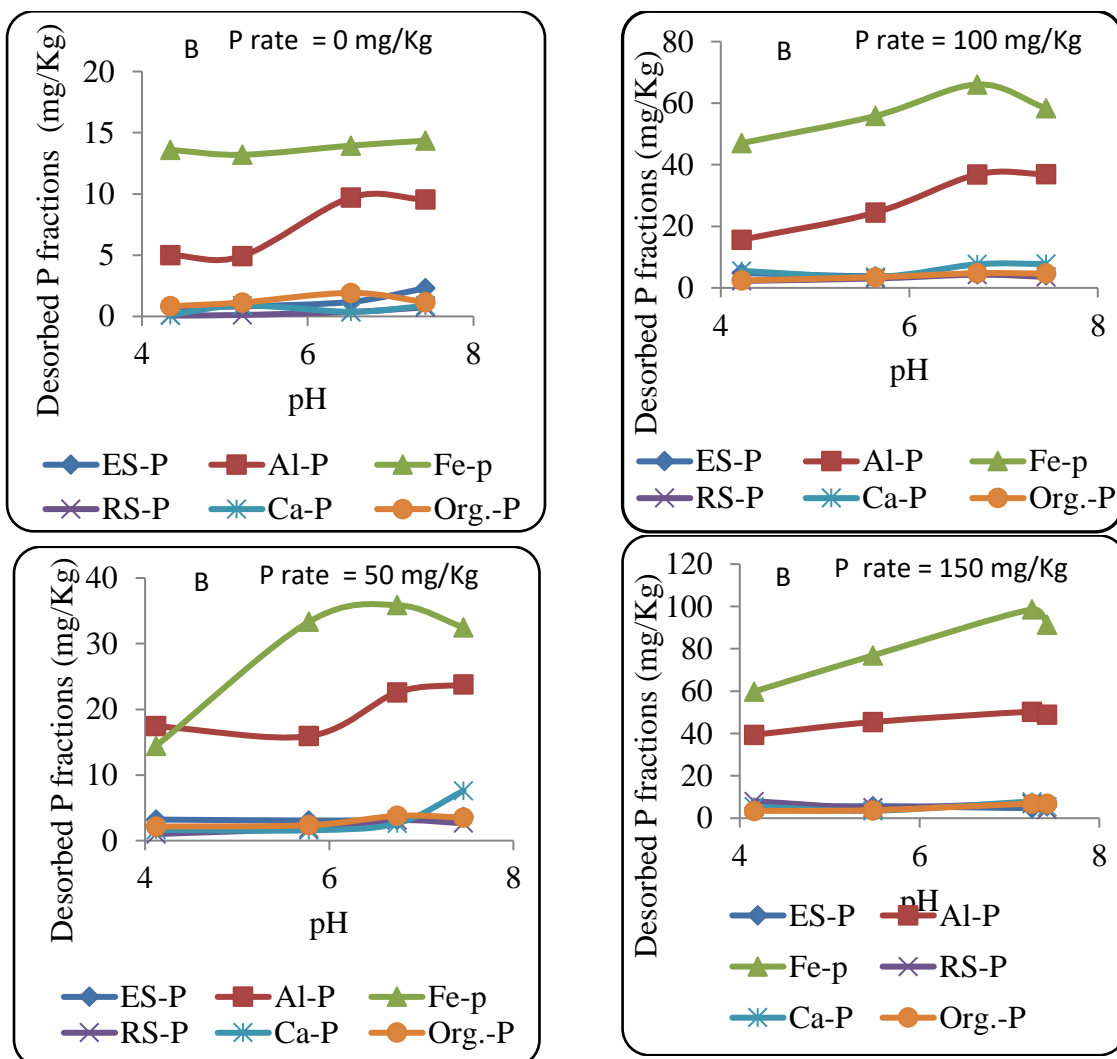 B P rate = 0 mg/Kg
Desorbed P fractions (mg/Kg)
20
15
10
5
0
4 6 8
pH
ES-P Al-P Fe-p
RS-P Ca-P Org.-P
B P rate = 100 mg/Kg
Desorbed P fractions (mg/Kg)
80
60
40
20
0
4 6 8
pH
ES-P Al-P Fe-p
RS-P Ca-P Org.-P
B P rate = 50 mg/Kg
Desorbed P fractions (mg/Kg)
40
30
20
10
0
4 6 8
pH
ES-P Al-P Fe-p
RS-P Ca-P Org.-P
B P rate = 150 mg/Kg
Desorbed P fractions (mg/Kg)
120
100
80
60
40
20
0
4 6 8
pH
ES-P Al-P
Fe-p RS-P
Ca-P Org.-P